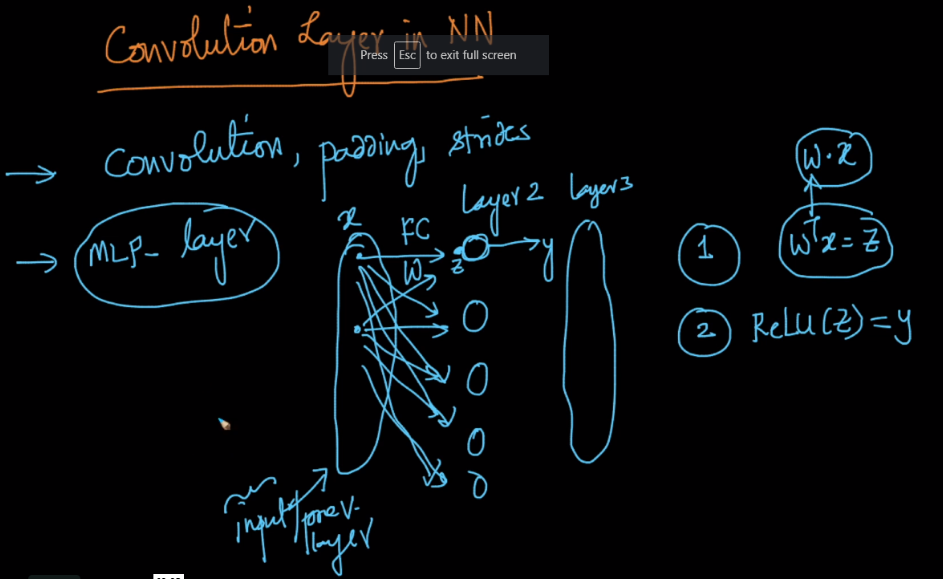 Convolution Layer in NN
Press Esc to exit full screen
→ Convolution, padding, strides
→ MLP- layer
x FC Layer 2 layer 3
W z y
input/prev-
layer
W·x
1 Wᵀx = z
2 ReLU(z) = y